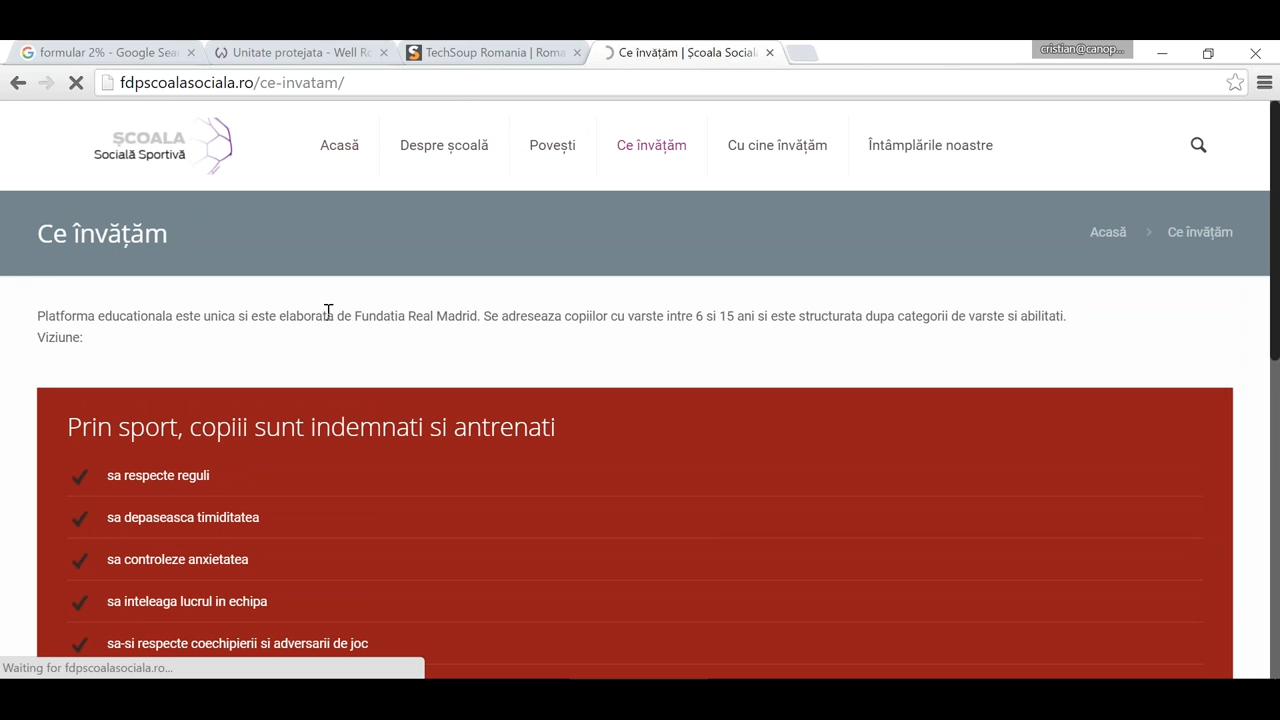 formular 2% - Google Sea
Unitate protejata - Well Ro
TechSoup Romania | Roma
Ce învățăm | Școala Social
cristian@canop...
fdpscoalasociala.ro/ce-invatam/
ȘCOALA
Socială Sportivă
Acasă
Despre școală
Povești
Ce învățăm
Cu cine învățăm
Întâmplările noastre
Ce învățăm
Acasă
Ce învățăm
Platforma educationala este unica si este elaborata de Fundatia Real Madrid. Se adreseaza copiilor cu varste intre 6 si 15 ani si este structurata dupa categorii de varste si abilitati.
Viziune:
Prin sport, copiii sunt indemnati si antrenati
sa respecte reguli
sa depaseasca timiditatea
sa controleze anxietatea
sa inteleaga lucrul in echipa
sa-si respecte coechipierii si adversarii de joc
Waiting for fdpscoalasociala.ro...